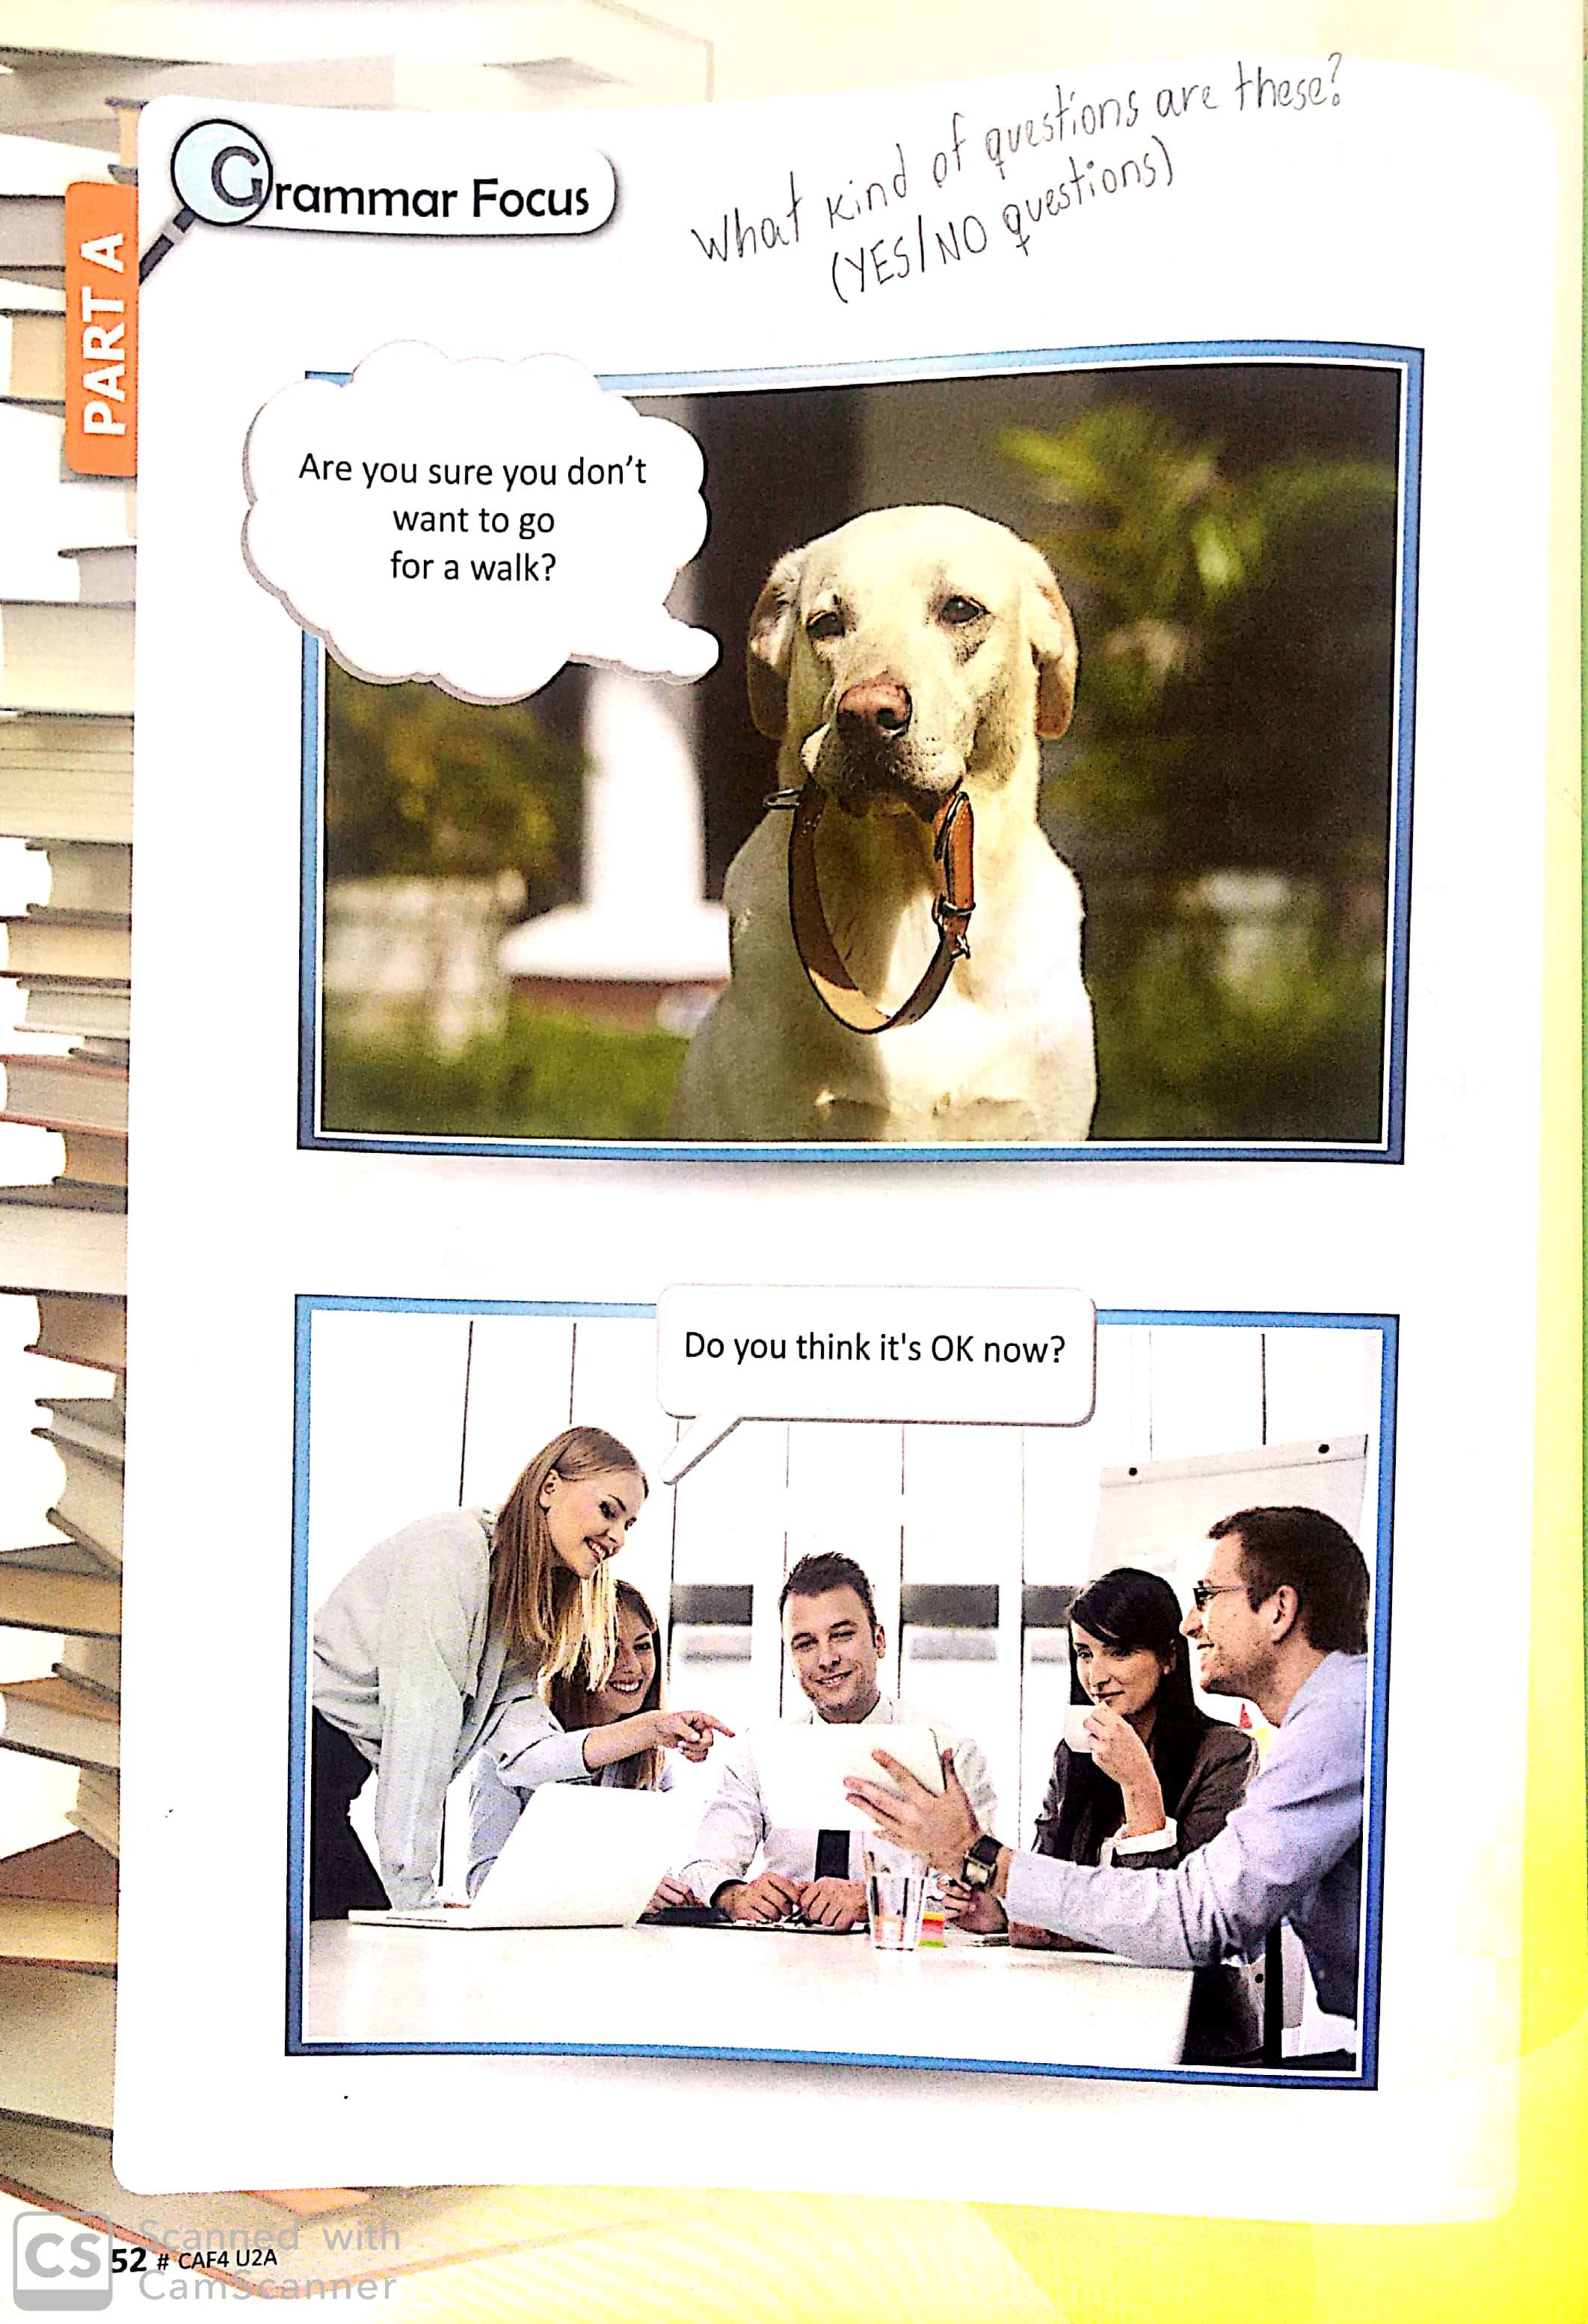 What kind of questions are these?
(YES/NO questions)
Grammar Focus
PART A
Are you sure you don't
want to go
for a walk?
Do you think it's OK now?
CS Scanned with
CamScanner
52 # CAF4 U2A